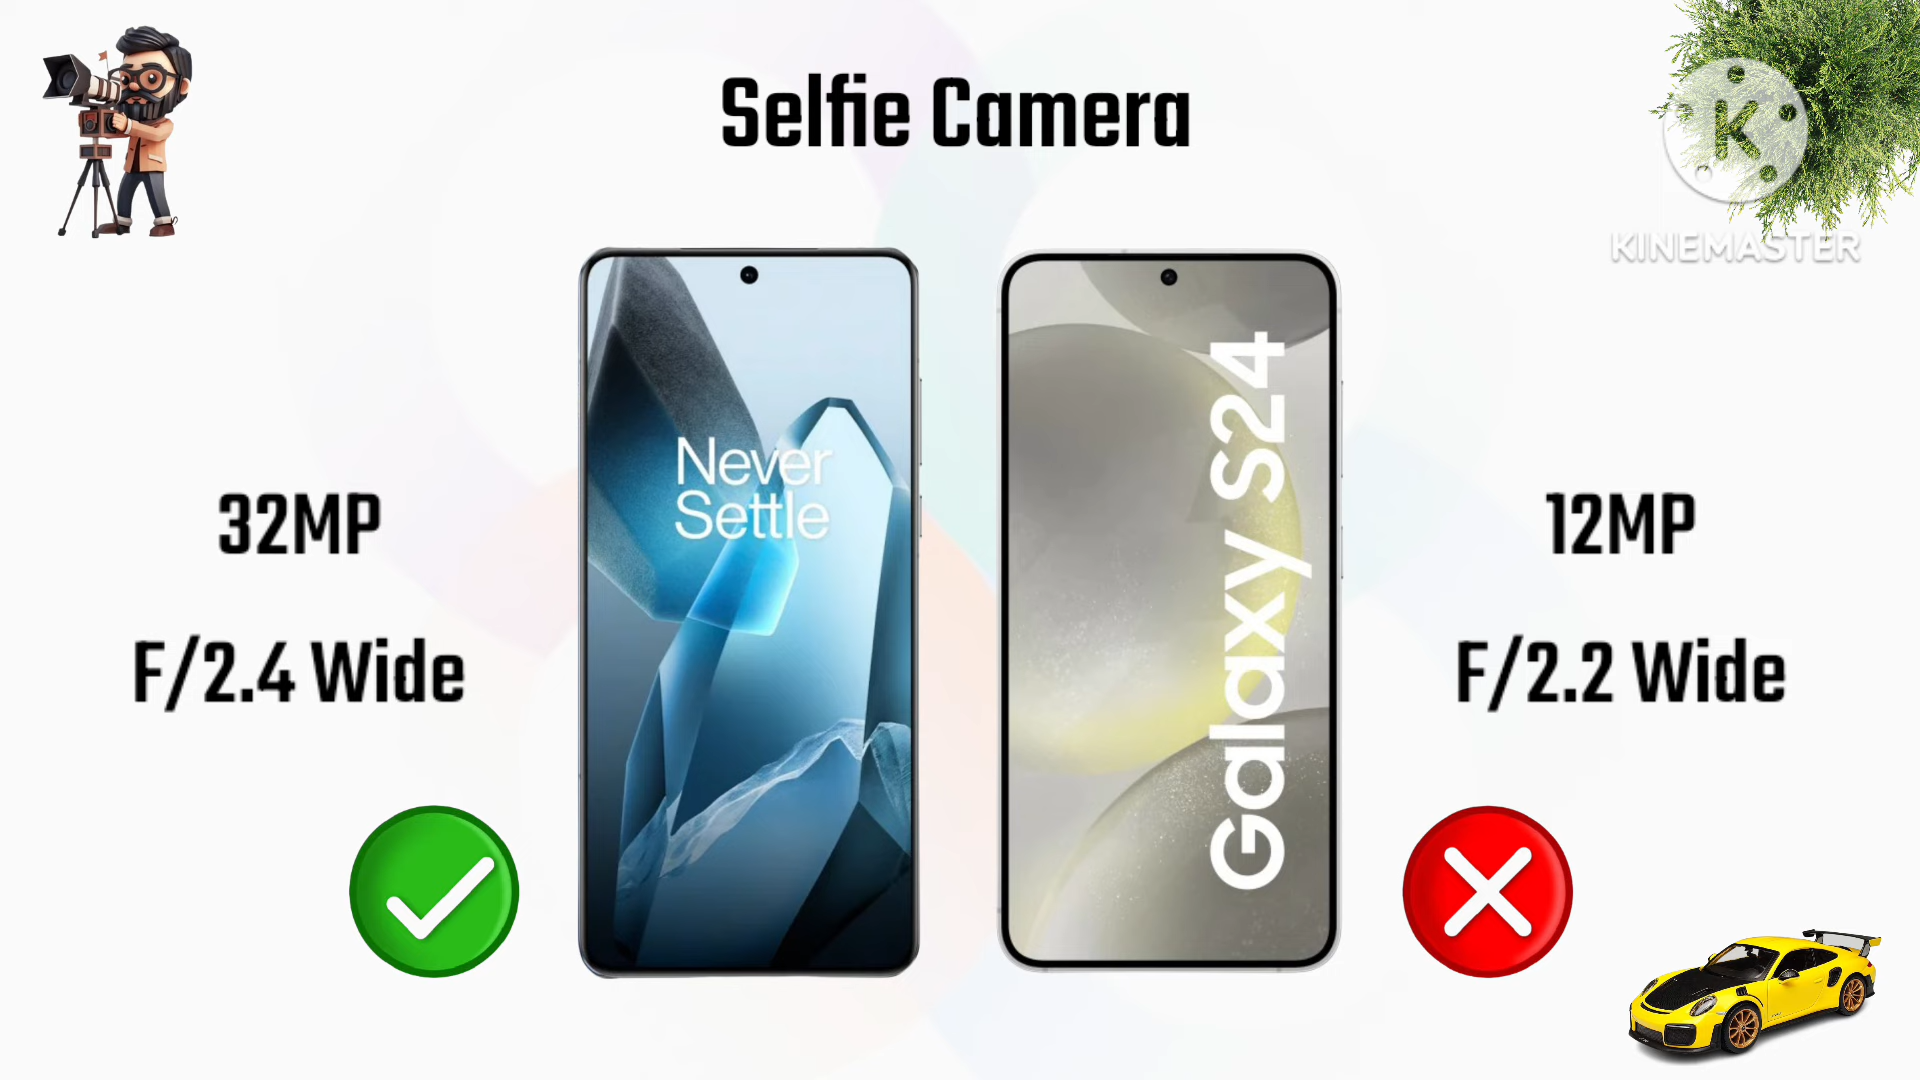 Selfie Camera
K
KINEMASTER
Never
Settle
Galaxy S24
32MP
F/2.4 Wide
12MP
F/2.2 Wide